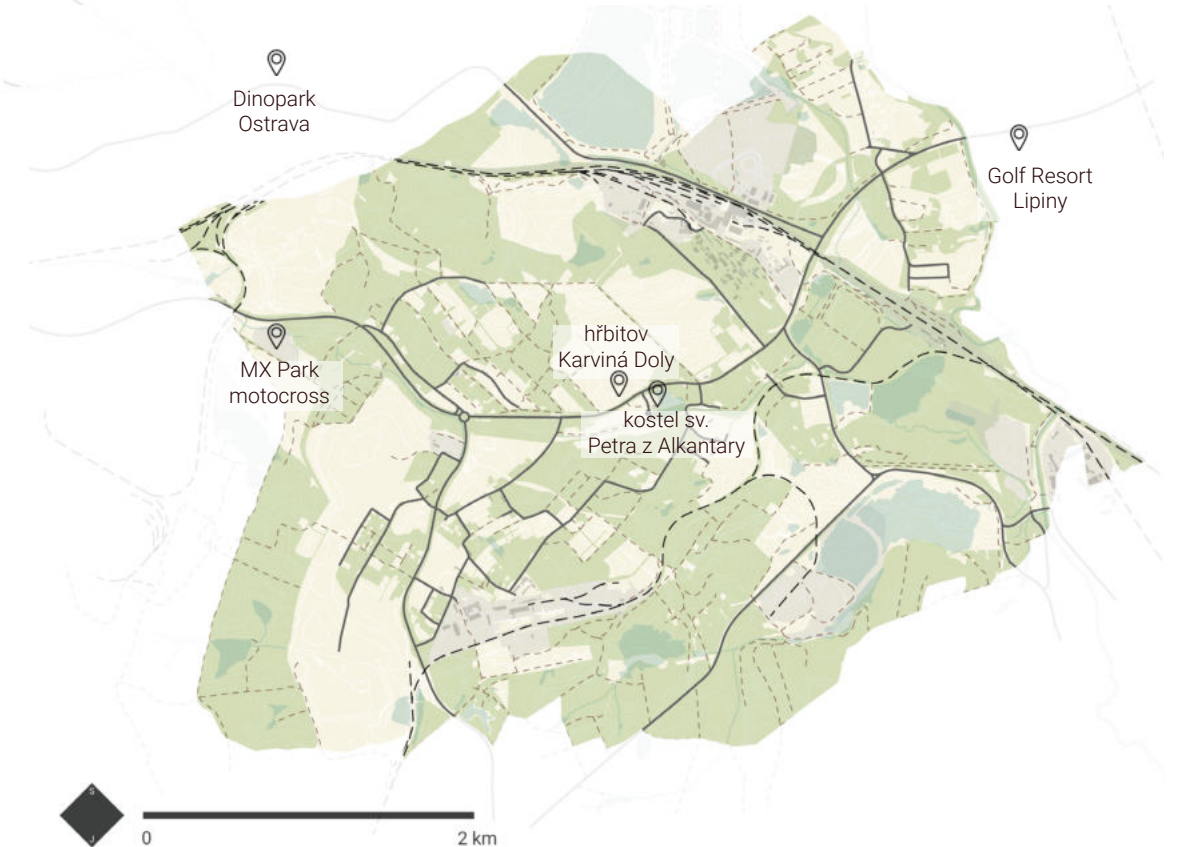 Dinopark
Ostrava
Golf Resort
Lipiny
hřbitov
Karviná Doly
MX Park
motocross
kostel sv.
Petra z Alkantary
S
J
0
2 km